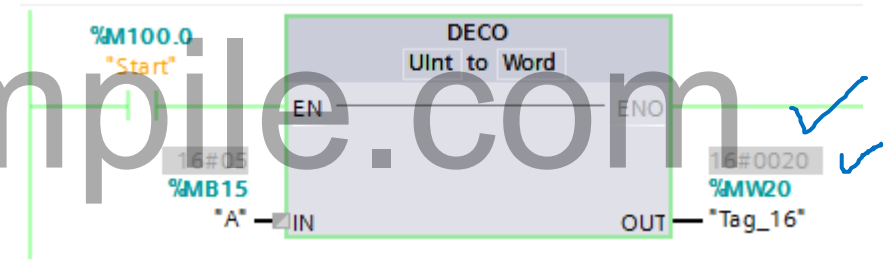 %M100.0
"Start"
DECO
UInt to Word
EN
ENO
mpile.com
16#05
%MB15
"A"
IN
16#0020
%MW20
OUT
"Tag_16"